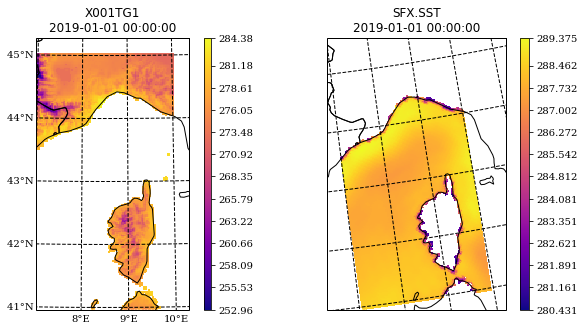 X001TG1
2019-01-01 00:00:00
45°N
44°N
43°N
42°N
41°N
8°E
9°E
10°E
284.38
281.18
278.61
276.05
273.48
270.92
268.35
265.79
263.22
260.66
258.09
255.53
252.96
SFX.SST
2019-01-01 00:00:00
289.375
288.462
287.732
287.002
286.272
285.542
284.812
284.081
283.351
282.621
281.891
281.161
280.431